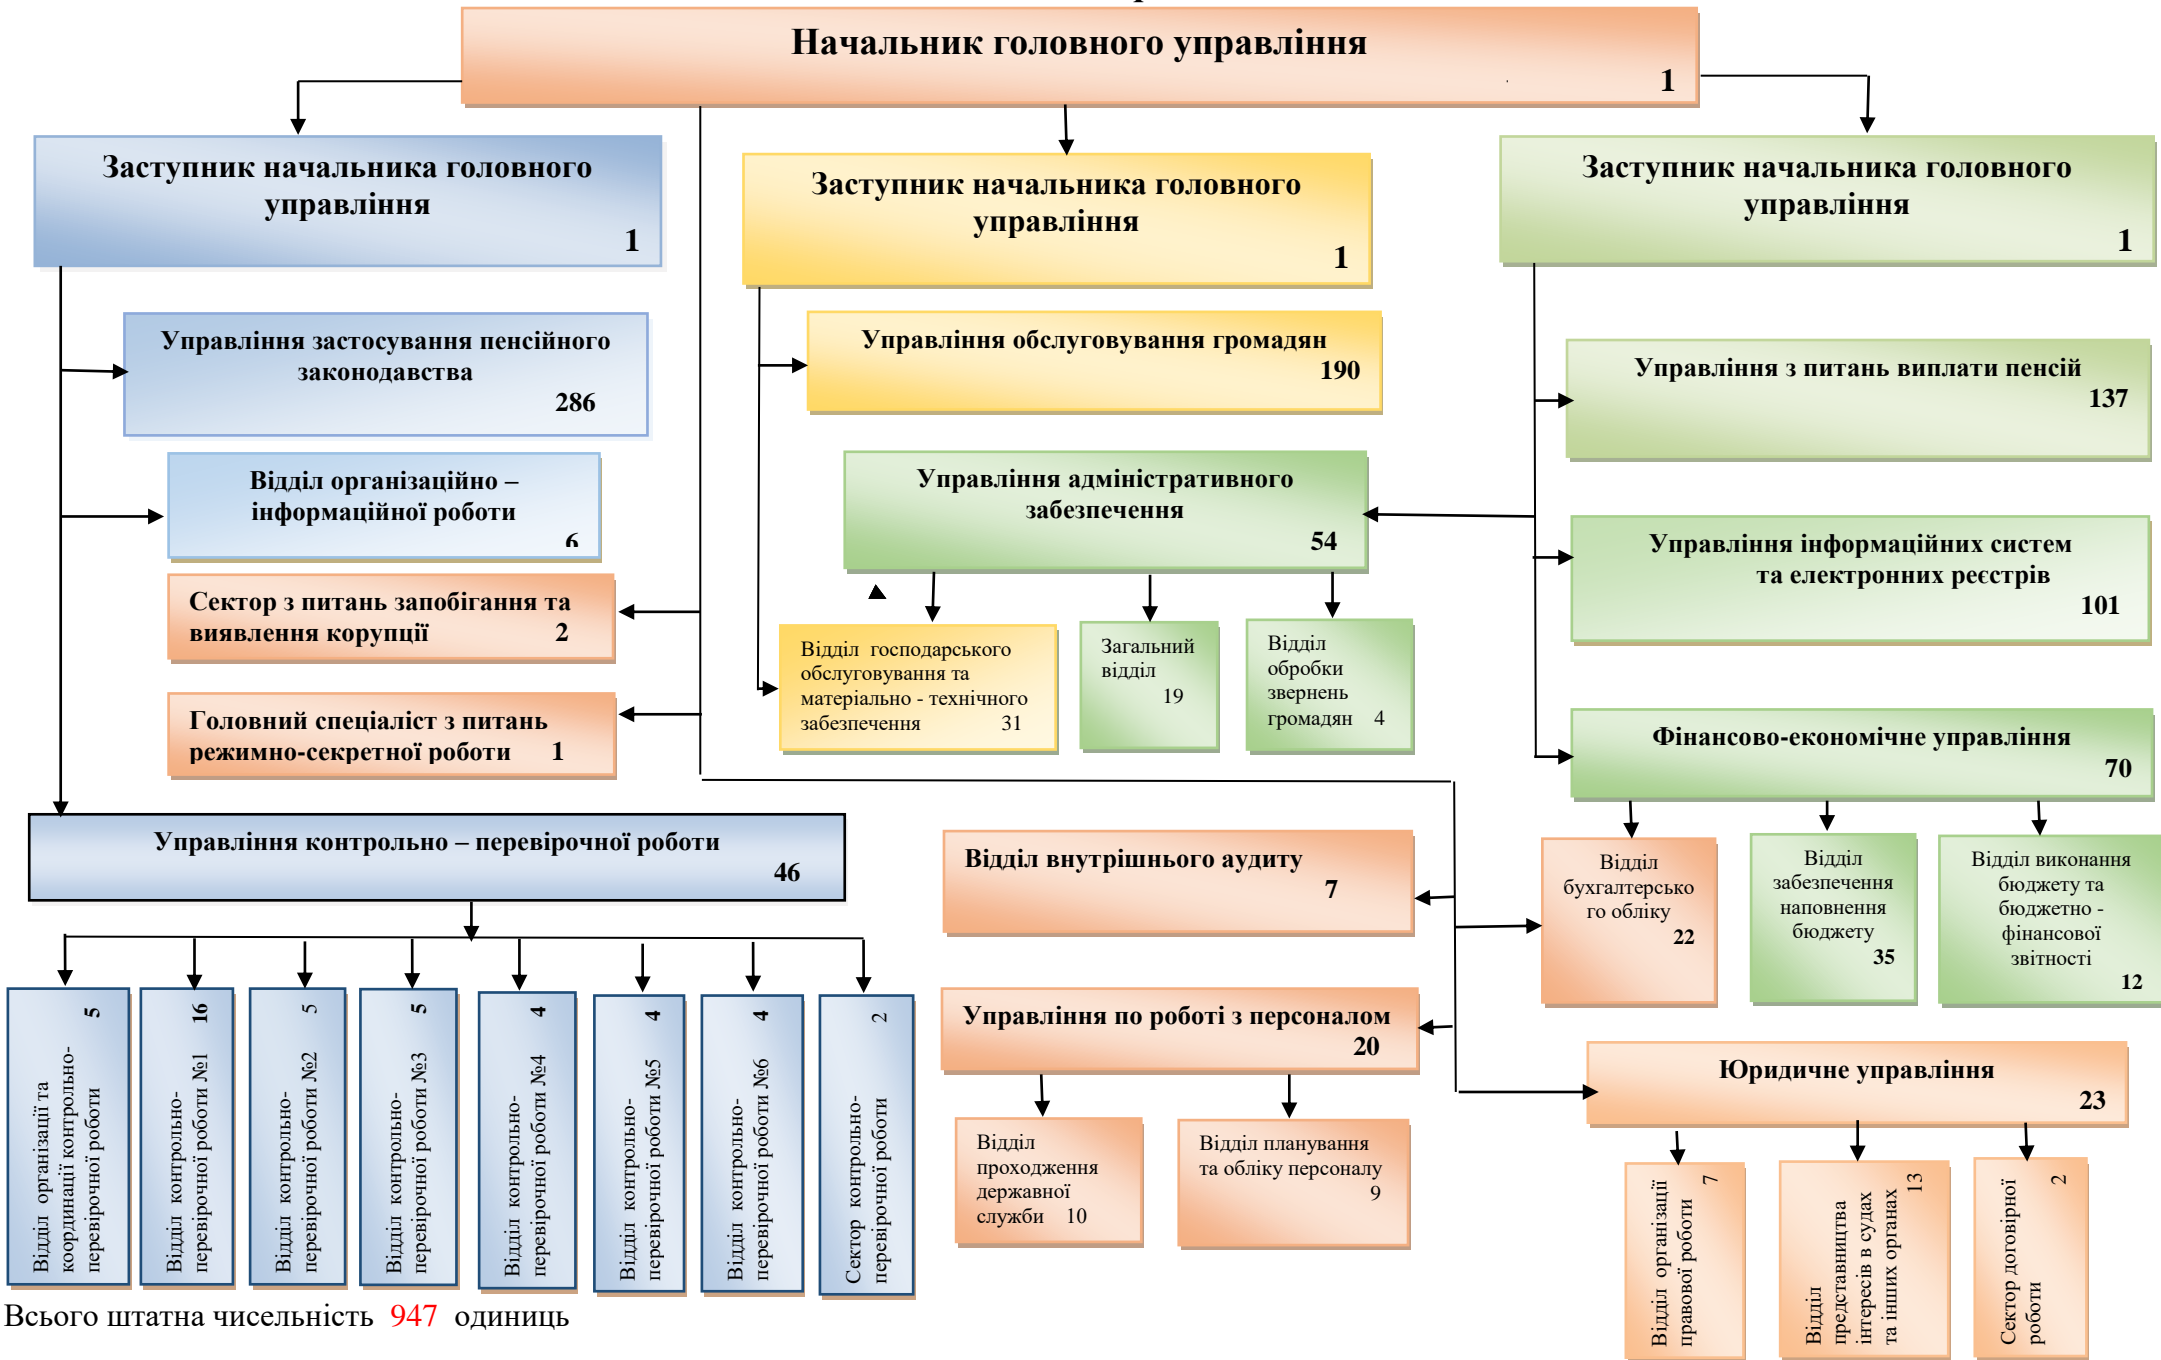 Начальник головного управління
1
Заступник начальника головного
управління
1
Заступник начальника головного
управління
1
Заступник начальника головного
управління
1
Управління застосування пенсійного
законодавства
286
Відділ організаційно –
інформаційної роботи
6
Сектор з питань запобігання та
виявлення корупції 2
Головний спеціаліст з питань
режимно-секретної роботи 1
Управління обслуговування громадян
190
Управління адміністративного
забезпечення
54
Відділ господарського
обслуговування та
матеріально - технічного
забезпечення 31
Загальний
відділ
19
Відділ
обробки
звернень
громадян 4
Управління з питань виплати пенсій
137
Управління інформаційних систем
та електронних реєстрів
101
Фінансово-економічне управління
70
Відділ
бухгалтерсько
го обліку
22
Відділ
забезпечення
наповнення
бюджету
35
Відділ виконання
бюджету та
бюджетно -
фінансової
звітності
12
Управління контрольно – перевірочної роботи
46
Відділ організації та
координації контрольно-
перевірочної роботи
5
Відділ контрольно-
перевірочної роботи №1
16
Відділ контрольно-
перевірочної роботи №2
5
Відділ контрольно-
перевірочної роботи №3
5
Відділ контрольно-
перевірочної роботи №4
4
Відділ контрольно-
перевірочної роботи №5
4
Відділ контрольно-
перевірочної роботи №6
4
Сектор контрольно-
перевірочної роботи
2
Відділ внутрішнього аудиту
7
Управління по роботі з персоналом
20
Відділ
проходження
державної
служби 10
Відділ планування
та обліку персоналу
9
Юридичне управління
23
Відділ організації
правової роботи
7
Відділ
представництва
інтересів в судах
та інших органах
13
Сектор договірної
роботи
2
Всього штатна чисельність 947 одиниць